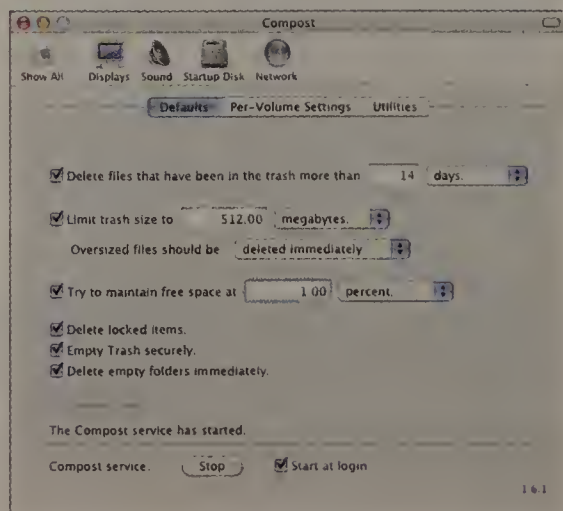 Compost
Show All Displays Sound Startup Disk Network
Defaults Per-Volume Settings Utilities
Delete files that have been in the trash more than 14 days.
Limit trash size to 512.00 megabytes.
Oversized files should be deleted immediately
Try to maintain free space at 1.00 percent.
Delete locked items.
Empty Trash securely.
Delete empty folders immediately.
The Compost service has started.
Compost service. Stop Start at login
1.6.1